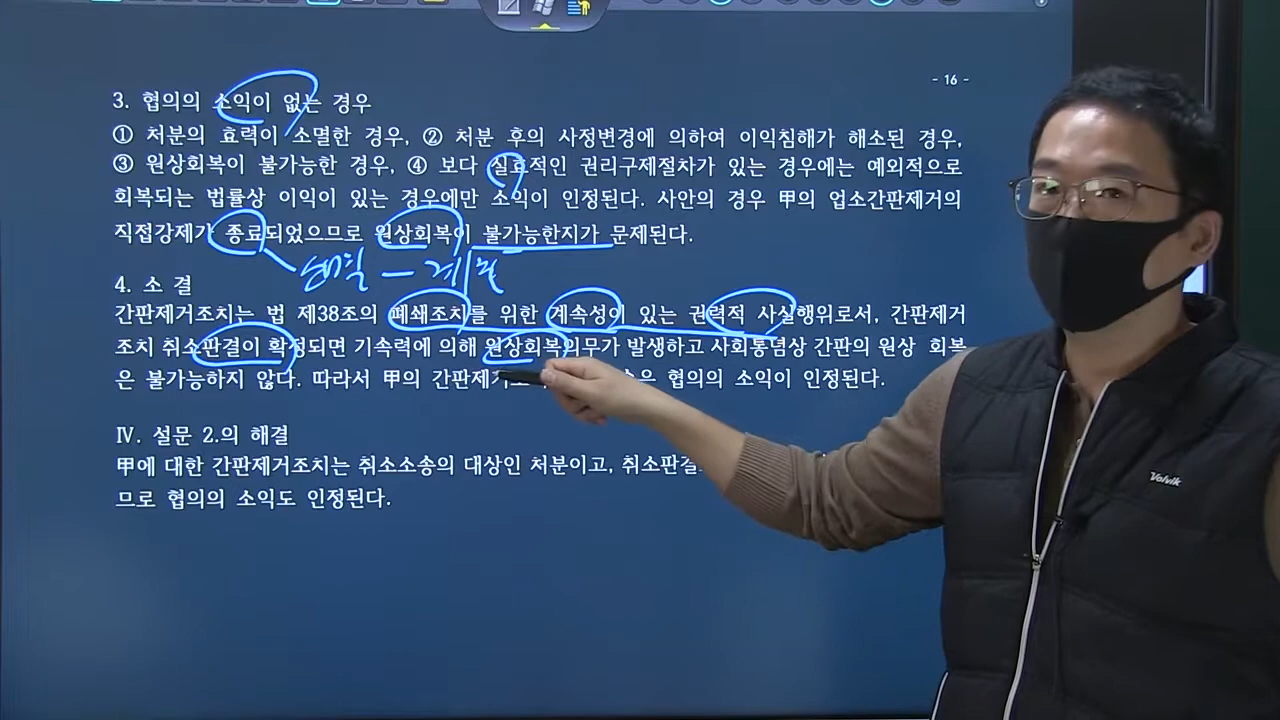 - 16 -
3. 협의의 소익이 없는 경우
① 처분의 효력이 소멸한 경우, ② 처분 후의 사정변경에 의하여 이익침해가 해소된 경우,
③ 원상회복이 불가능한 경우, ④ 보다 실효적인 권리구제절차가 있는 경우에는 예외적으로
회복되는 법률상 이익이 있는 경우에만 소익이 인정된다. 사안의 경우 甲의 업소간판제거의
직접강제가 종료되었으므로 원상회복이 불가능한지가 문제된다.
4. 소 결
간판제거조치는 법 제38조의 폐쇄조치를 위한 계속성이 있는 권력적 사실행위로서, 간판제거
조치 취소판결이 확정되면 기속력에 의해 원상회복의무가 발생하고 사회통념상 간판의 원상 회복
은 불가능하지 않다. 따라서 甲의 간판제거 협의의 소익이 인정된다.
Ⅳ. 설문 2.의 해결
甲에 대한 간판제거조치는 취소소송의 대상인 처분이고, 취소판결
므로 협의의 소익도 인정된다.
Volvik